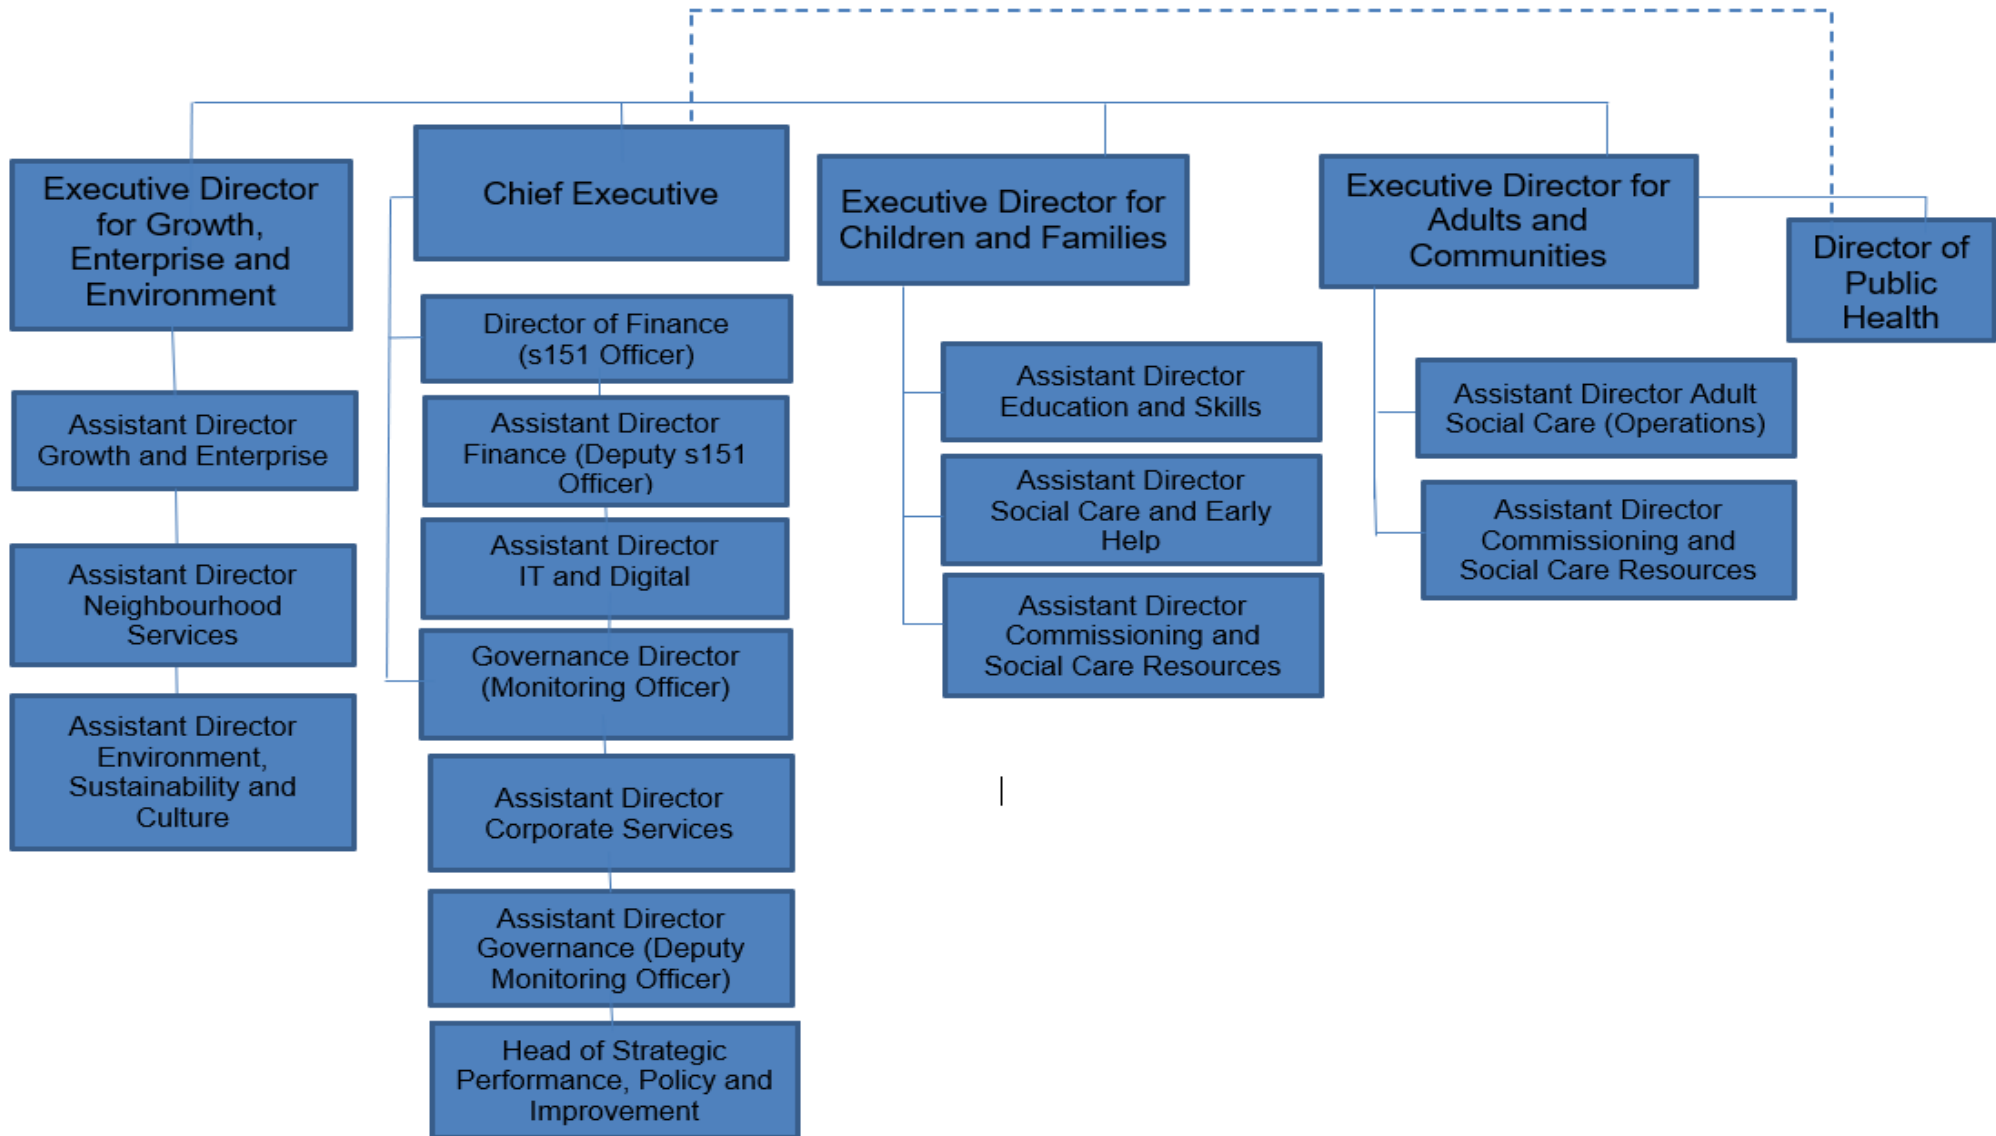 Executive Director
for Growth,
Enterprise and
Environment
Assistant Director
Growth and Enterprise
Assistant Director
Neighbourhood
Services
Assistant Director
Environment,
Sustainability and
Culture
Chief Executive
Director of Finance
(s151 Officer)
Assistant Director
Finance (Deputy s151
Officer)
Assistant Director
IT and Digital
Governance Director
(Monitoring Officer)
Assistant Director
Corporate Services
Assistant Director
Governance (Deputy
Monitoring Officer)
Head of Strategic
Performance, Policy and
Improvement
Executive Director for
Children and Families
Assistant Director
Education and Skills
Assistant Director
Social Care and Early
Help
Assistant Director
Commissioning and
Social Care Resources
Executive Director for
Adults and
Communities
Assistant Director Adult
Social Care (Operations)
Assistant Director
Commissioning and
Social Care Resources
Director of
Public
Health